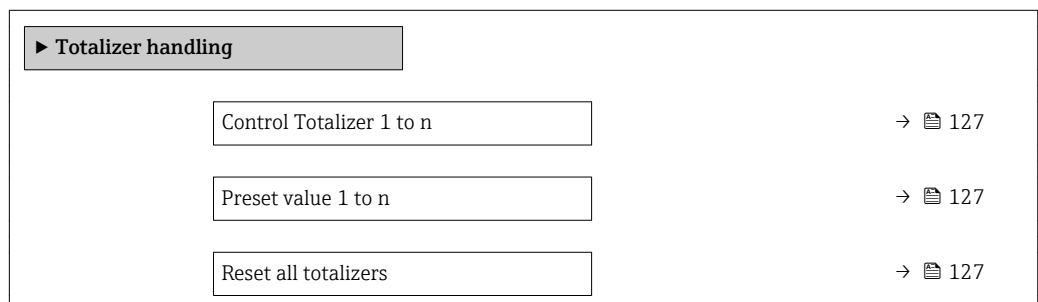 ▶ Totalizer handling
Control Totalizer 1 to n → 127
Preset value 1 to n → 127
Reset all totalizers → 127